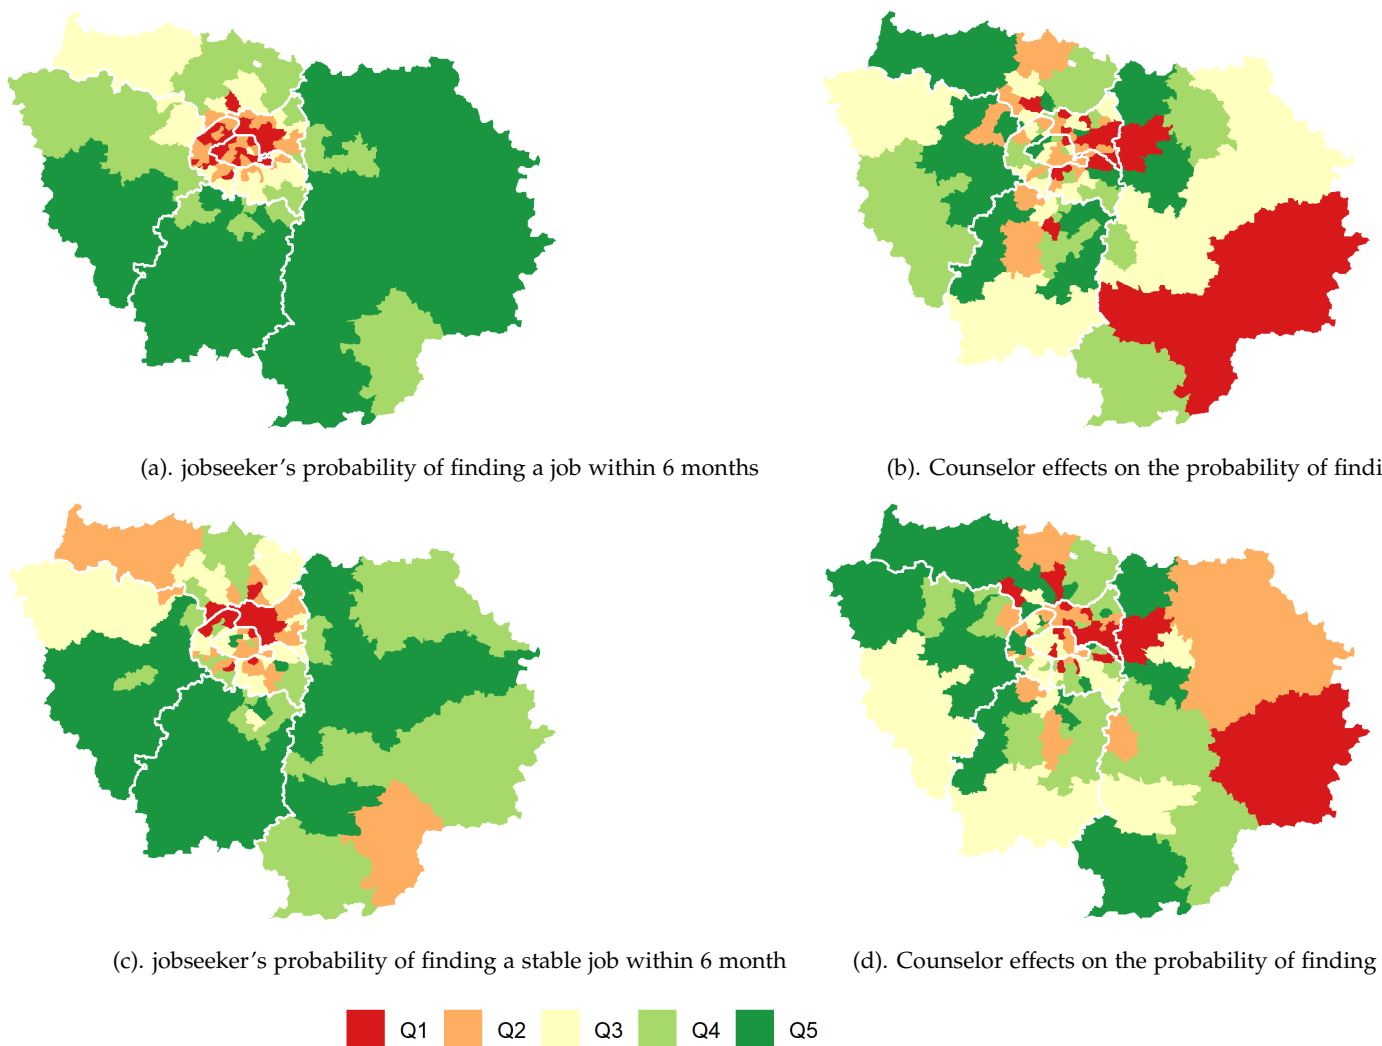 (a). jobseeker's probability of finding a job within 6 months
(b). Counselor effects on the probability of findi
(c). jobseeker's probability of finding a stable job within 6 month
(d). Counselor effects on the probability of finding
Q1 Q2 Q3 Q4 Q5